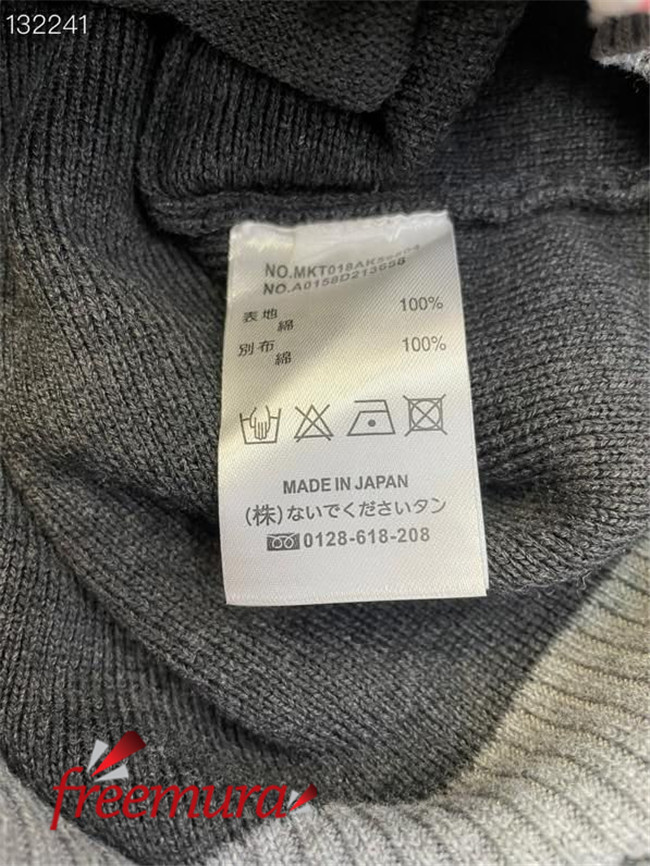 132241
NO.A0158D213658
表地
綿 100%
別布
綿 100%
MADE IN JAPAN
(株)ないでくださいタン
0128-618-208
freemura